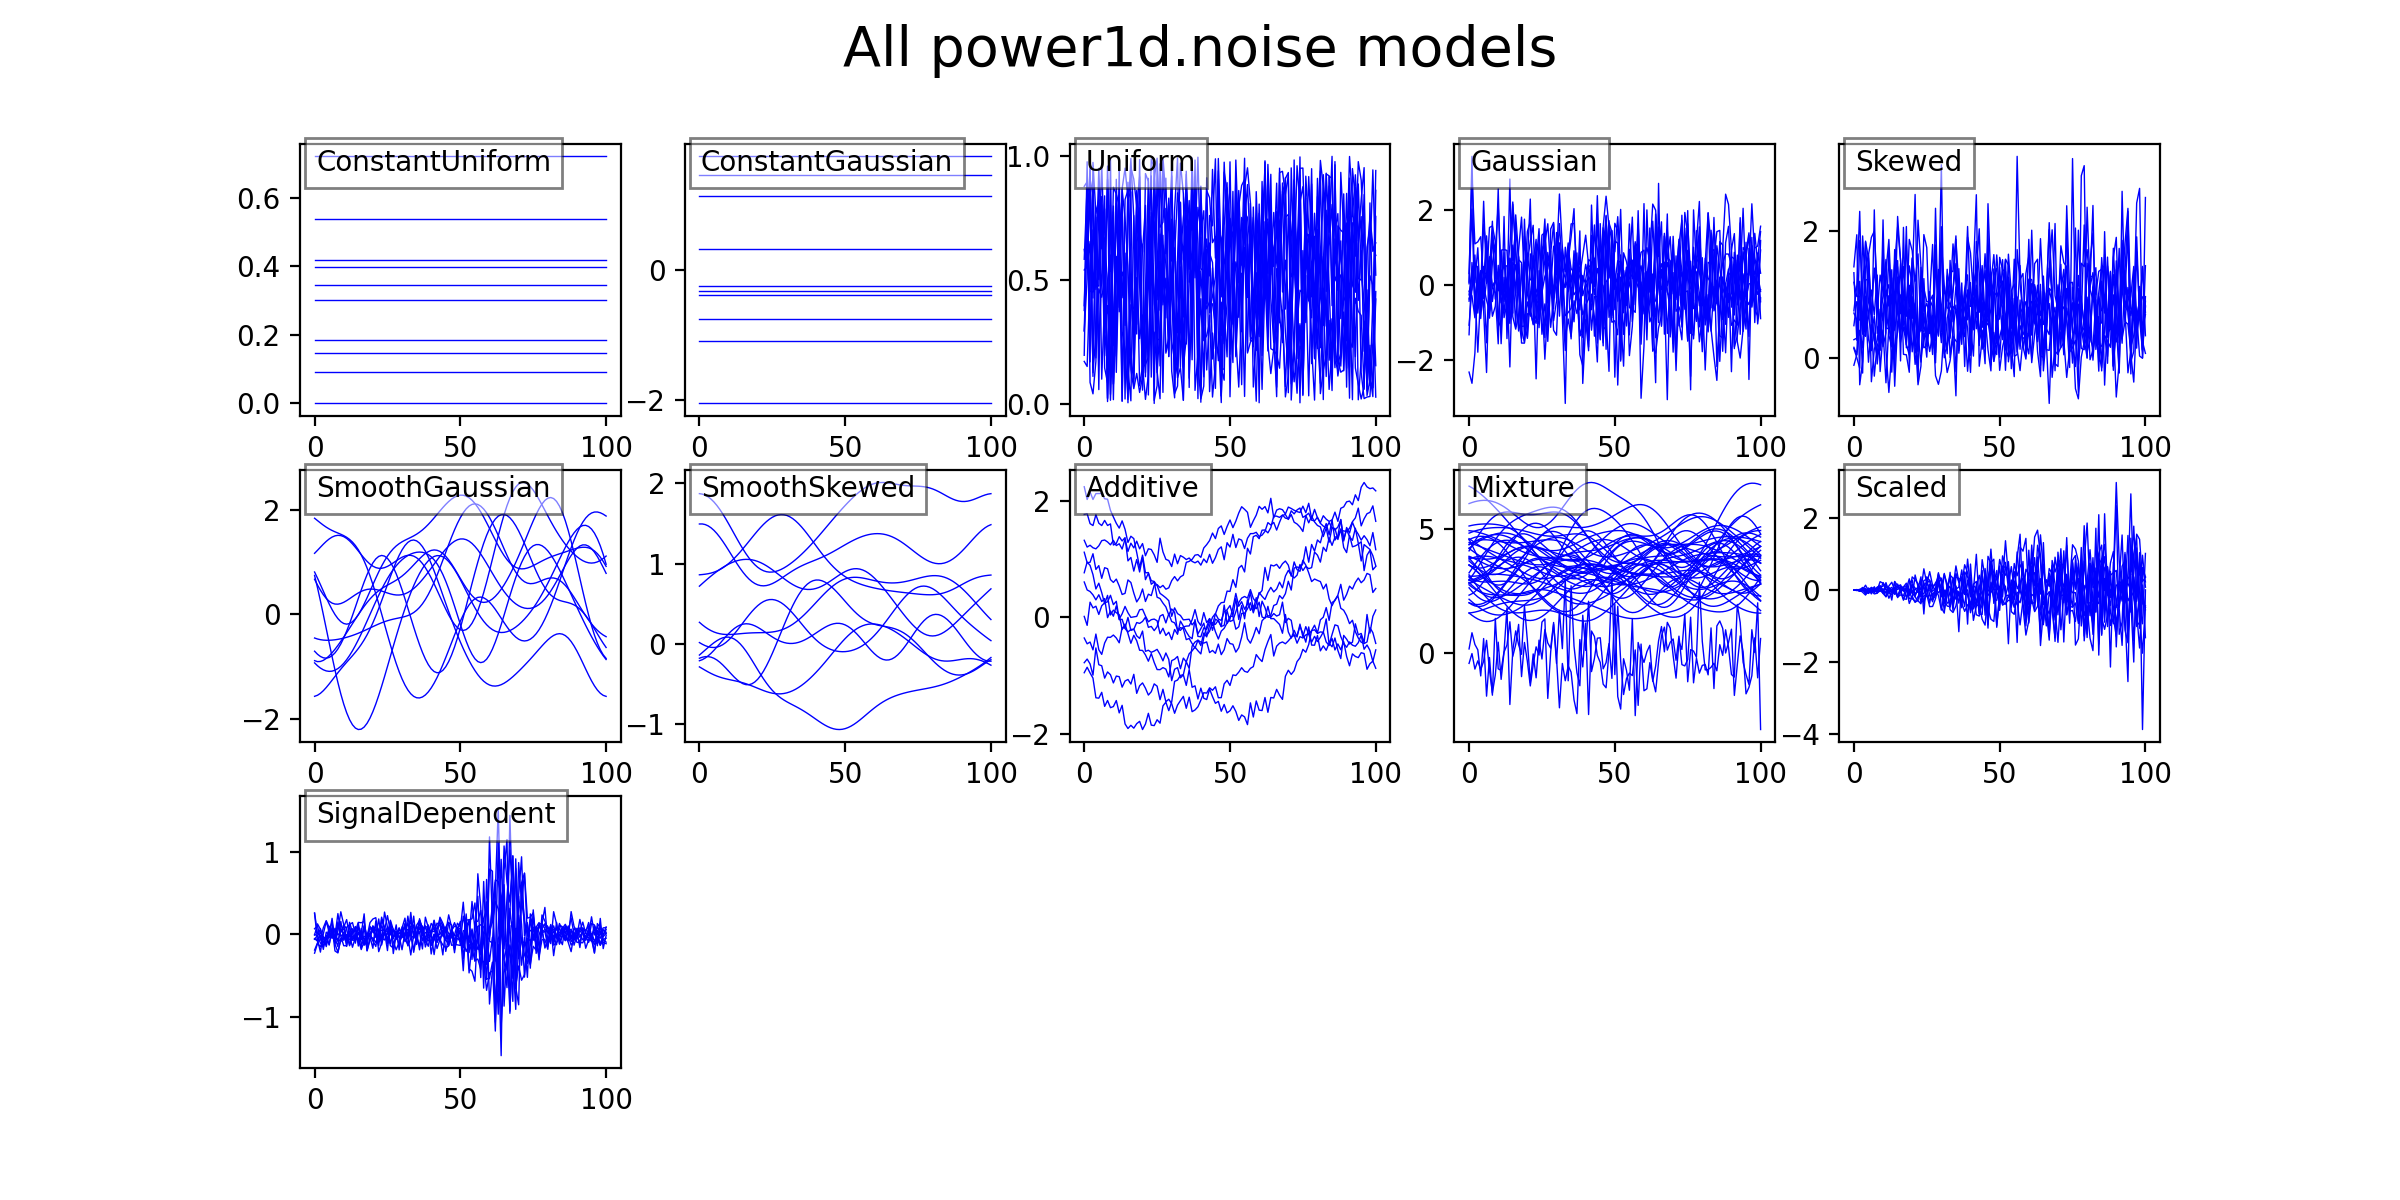 All power1d.noise models
ConstantUniform
0.6
0.4
0.2
0.0
0 50 100
ConstantGaussian
0
−2
0 50 100
Uniform
1.0
0.5
0.0
0 50 100
Gaussian
2
0
−2
0 50 100
Skewed
2
0
0 50 100
SmoothGaussian
2
0
−2
0 50 100
SmoothSkewed
2
1
0
−1
0 50 100
Additive
2
0
−2
0 50 100
Mixture
5
0
0 50 100
Scaled
2
0
−2
−4
0 50 100
SignalDependent
1
0
−1
0 50 100